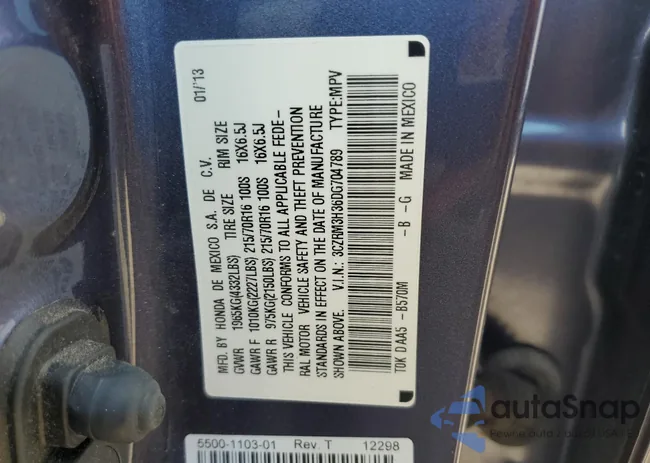 MFD. BY HONDA DE MEXICO S.A. DE C.V. 01/'13
GVWR 1965KG(4332LBS) TIRE SIZE RIM SIZE
GAWR F 1010KG(2227LBS) 215/70R16 100S 16X6.5J
GAWR R 975KG(2150LBS) 215/70R16 100S 16X6.5J
THIS VEHICLE CONFORMS TO ALL APPLICABLE FEDE-
RAL MOTOR VEHICLE SAFETY AND THEFT PREVENTION
STANDARDS IN EFFECT ON THE DATE OF MANUFACTURE
SHOWN ABOVE. V.I.N.: 3CZRM3H36DG704789 TYPE:MPV
T0K DAA5 -B570M -B -G MADE IN MEXICO
5500-1103-01 Rev. T 12298
autaSnap